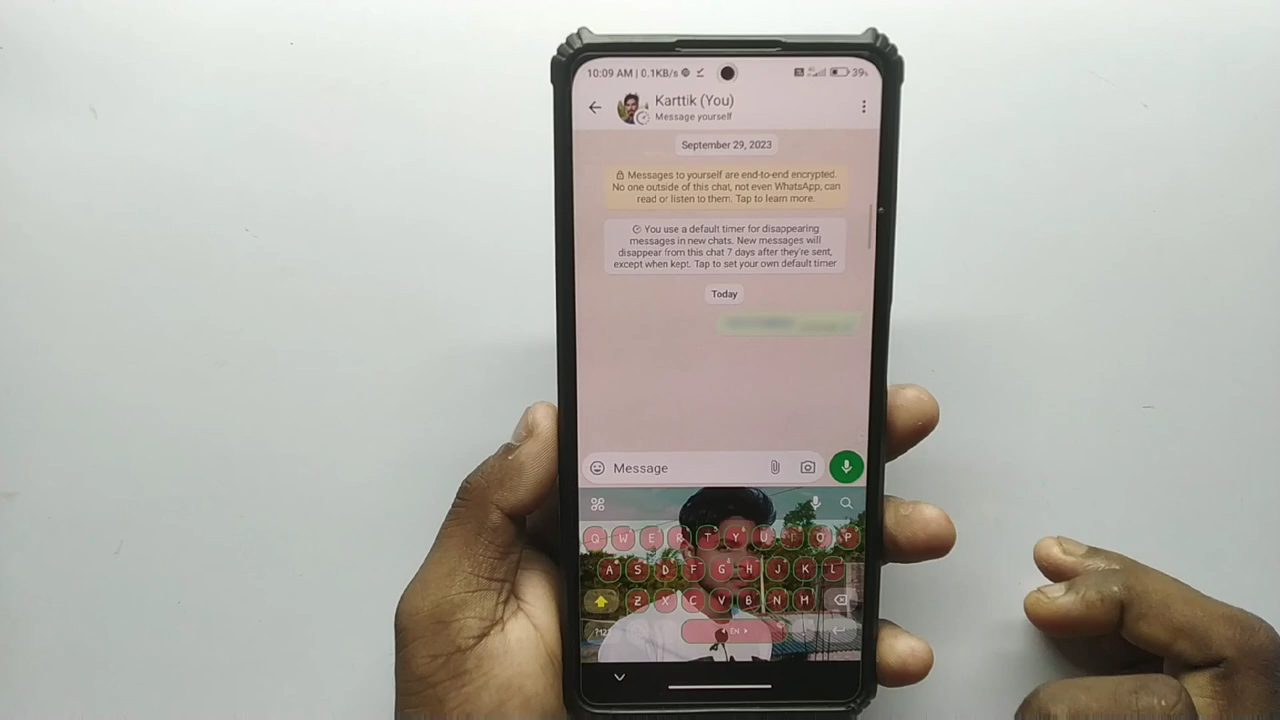 10:09 AM | 0.1KB/s 39%
Karttik (You)
Message yourself
September 29, 2023
Messages to yourself are end-to-end encrypted.
No one outside of this chat, not even WhatsApp, can
read or listen to them. Tap to learn more.
You use a default timer for disappearing
messages in new chats. New messages will
disappear from this chat 7 days after they're sent,
except when kept. Tap to set your own default timer
Today
Message
Q W E R T Y U I O P
A S D F G H J K L
Z X C V B N M
?123 EN